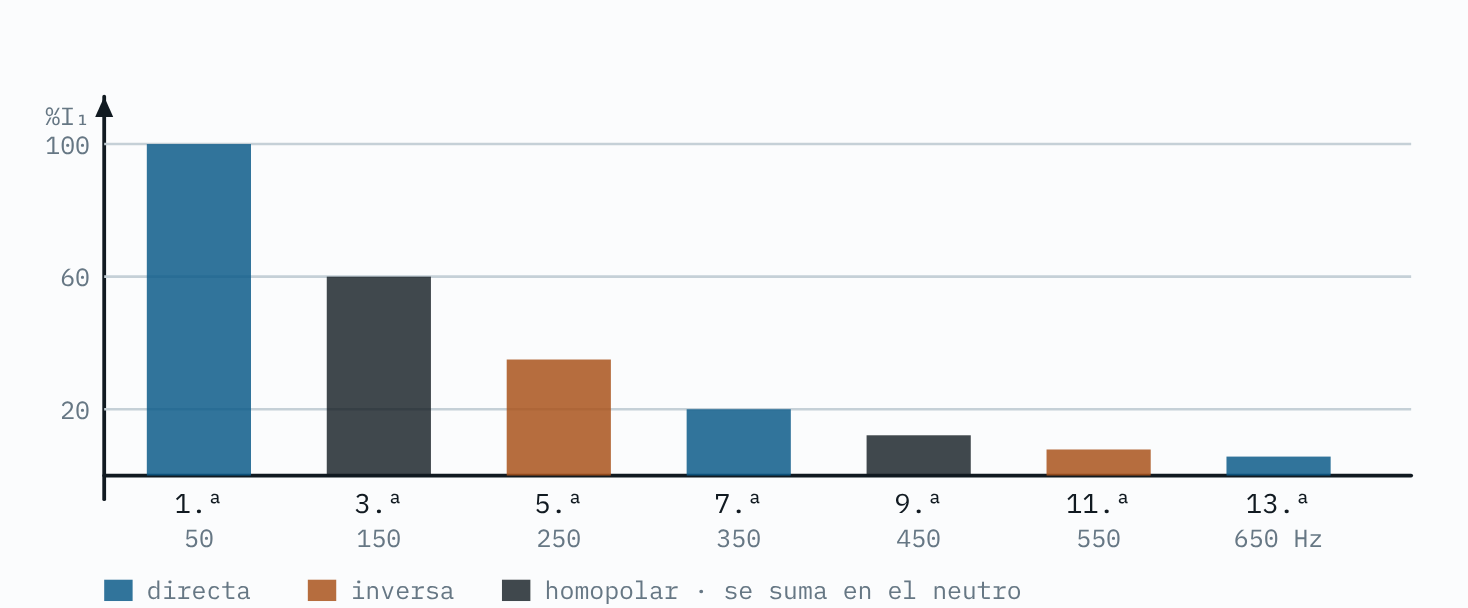 %I₁
100
60
20
1.ª 3.ª 5.ª 7.ª 9.ª 11.ª 13.ª
50 150 250 350 450 550 650 Hz
directa inversa homopolar · se suma en el neutro